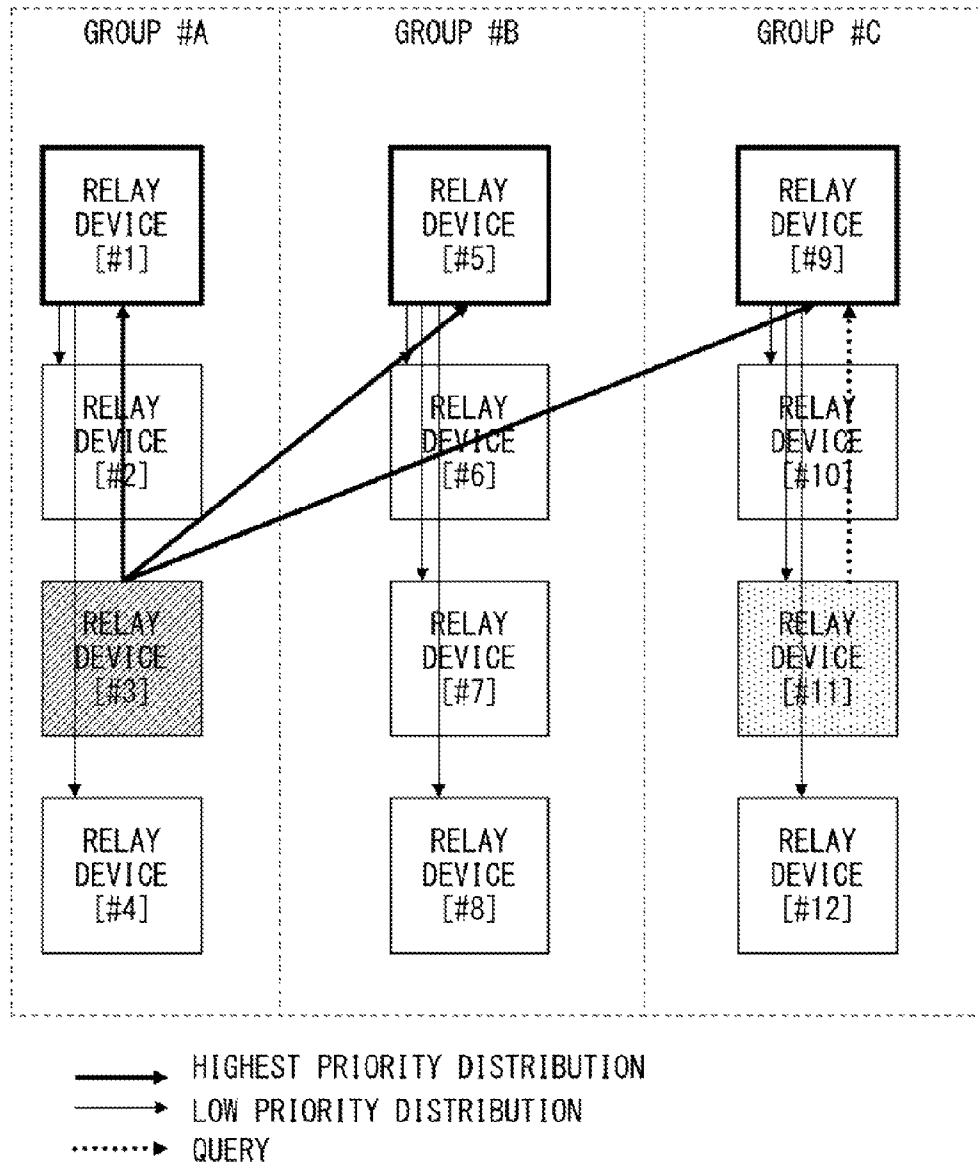 GROUP #A
GROUP #B
GROUP #C
RELAY
DEVICE
[#1]
RELAY
DEVICE
[#5]
RELAY
DEVICE
[#9]
RELAY
DEVICE
[#2]
RELAY
DEVICE
[#6]
RELAY
DEVICE
[#10]
RELAY
DEVICE
[#3]
RELAY
DEVICE
[#7]
RELAY
DEVICE
[#11]
RELAY
DEVICE
[#4]
RELAY
DEVICE
[#8]
RELAY
DEVICE
[#12]
HIGHEST PRIORITY DISTRIBUTION
LOW PRIORITY DISTRIBUTION
QUERY